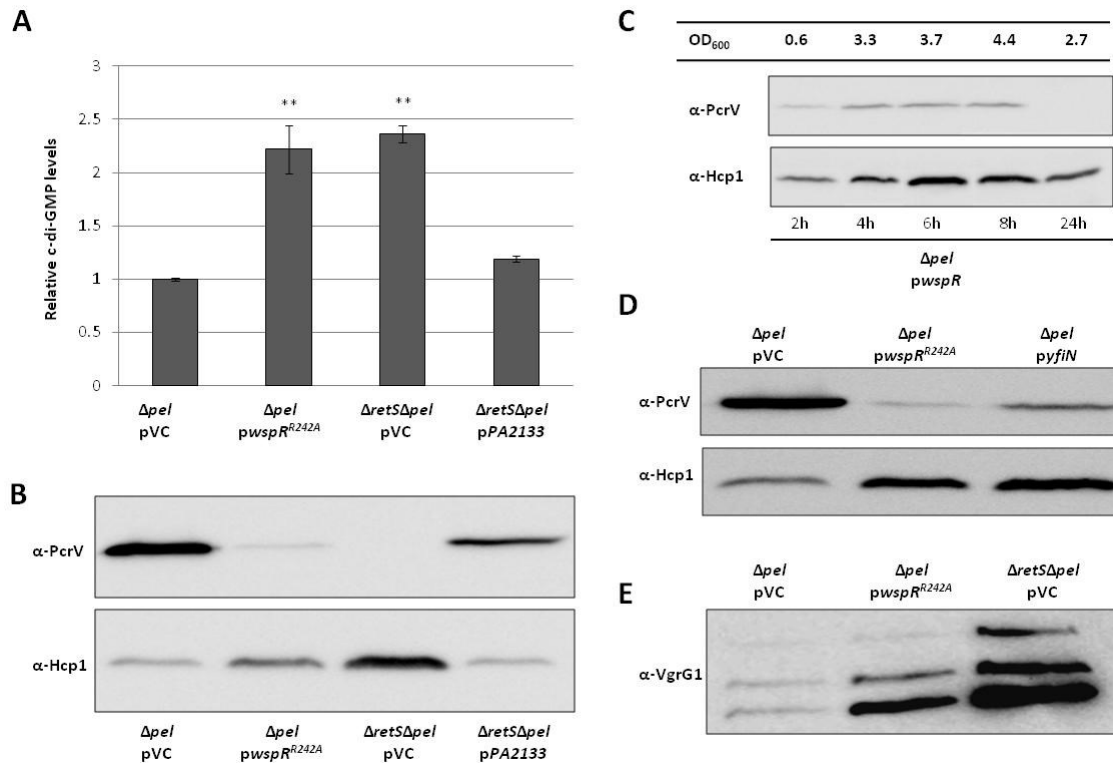 A
3
2.5
2
1.5
1
0.5
0
Relative c-di-GMP levels
**
**
Δpel
pVC
Δpel
pwspR^R242A
ΔretSΔpel
pVC
ΔretSΔpel
pPA2133
B
α-PcrV
α-Hcp1
Δpel
pVC
Δpel
pwspR^R242A
ΔretSΔpel
pVC
ΔretSΔpel
pPA2133
C
OD₆₀₀ 0.6 3.3 3.7 4.4 2.7
α-PcrV
α-Hcp1
2h 4h 6h 8h 24h
Δpel
pwspR
D
Δpel
pVC
Δpel
pwspR^R242A
Δpel
pyfiN
α-PcrV
α-Hcp1
E
Δpel
pVC
Δpel
pwspR^R242A
ΔretSΔpel
pVC
α-VgrG1